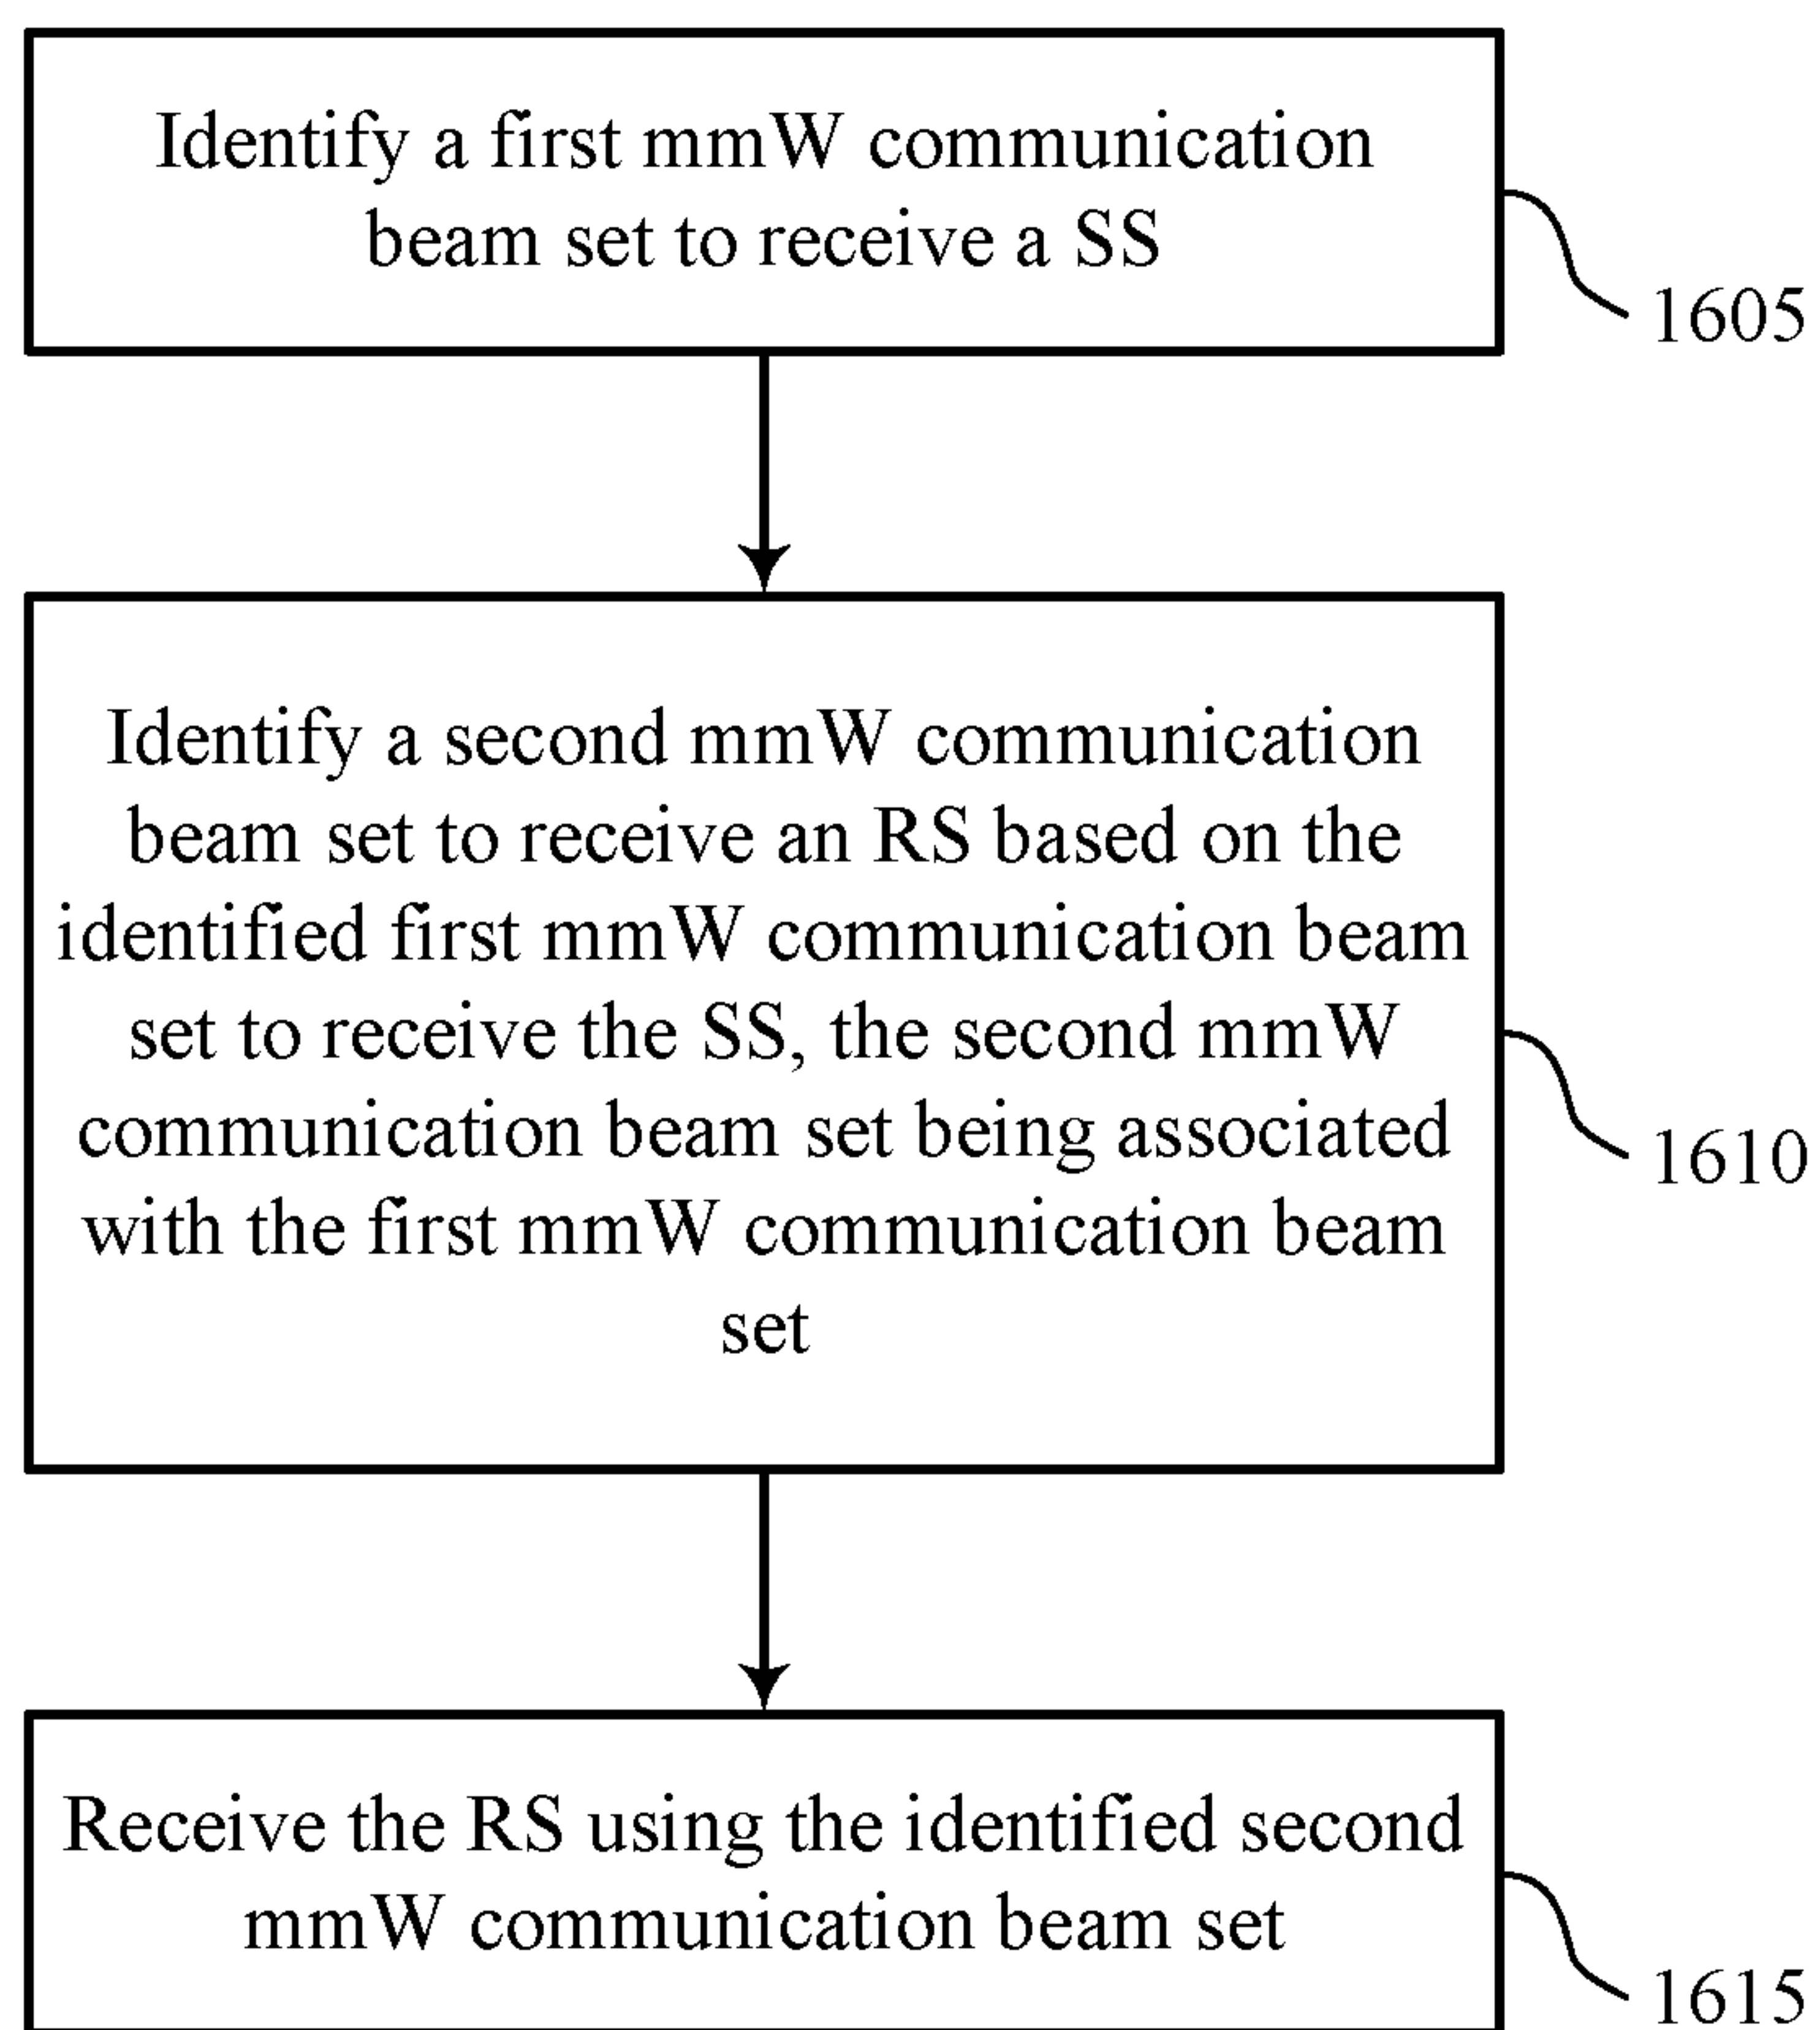 Identify a first mmW communication
beam set to receive a SS
1605
Identify a second mmW communication
beam set to receive an RS based on the
identified first mmW communication beam
set to receive the SS, the second mmW
communication beam set being associated
with the first mmW communication beam
set
1610
Receive the RS using the identified second
mmW communication beam set
1615